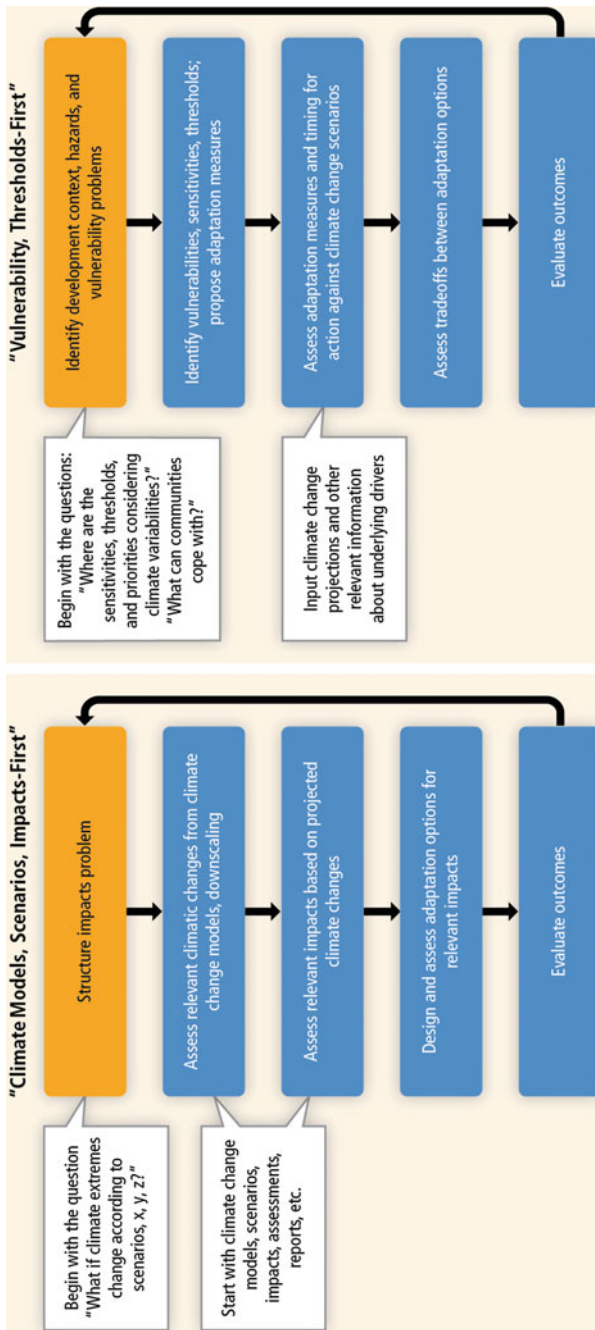 "Climate Models, Scenarios, Impacts-First"
Begin with the question
"What if climate extremes
change according to
scenarios, x, y, z?"
Structure impacts problem
Start with climate change
models, scenarios,
impacts, assessments,
reports, etc.
Assess relevant climatic changes from climate
change models, downscaling
Assess relevant impacts based on projected
climate changes
Design and assess adaptation options for
relevant impacts
Evaluate outcomes
"Vulnerability, Thresholds-First"
Begin with the questions:
"Where are the
sensitivities, thresholds,
and priorities considering
climate variabilities?"
"What can communities
cope with?"
Identify development context, hazards, and
vulnerability problems
Identify vulnerabilities, sensitivities, thresholds;
propose adaptation measures
Input climate change
projections and other
relevant information
about underlying drivers
Assess adaptation measures and timing for
action against climate change scenarios
Assess tradeoffs between adaptation options
Evaluate outcomes